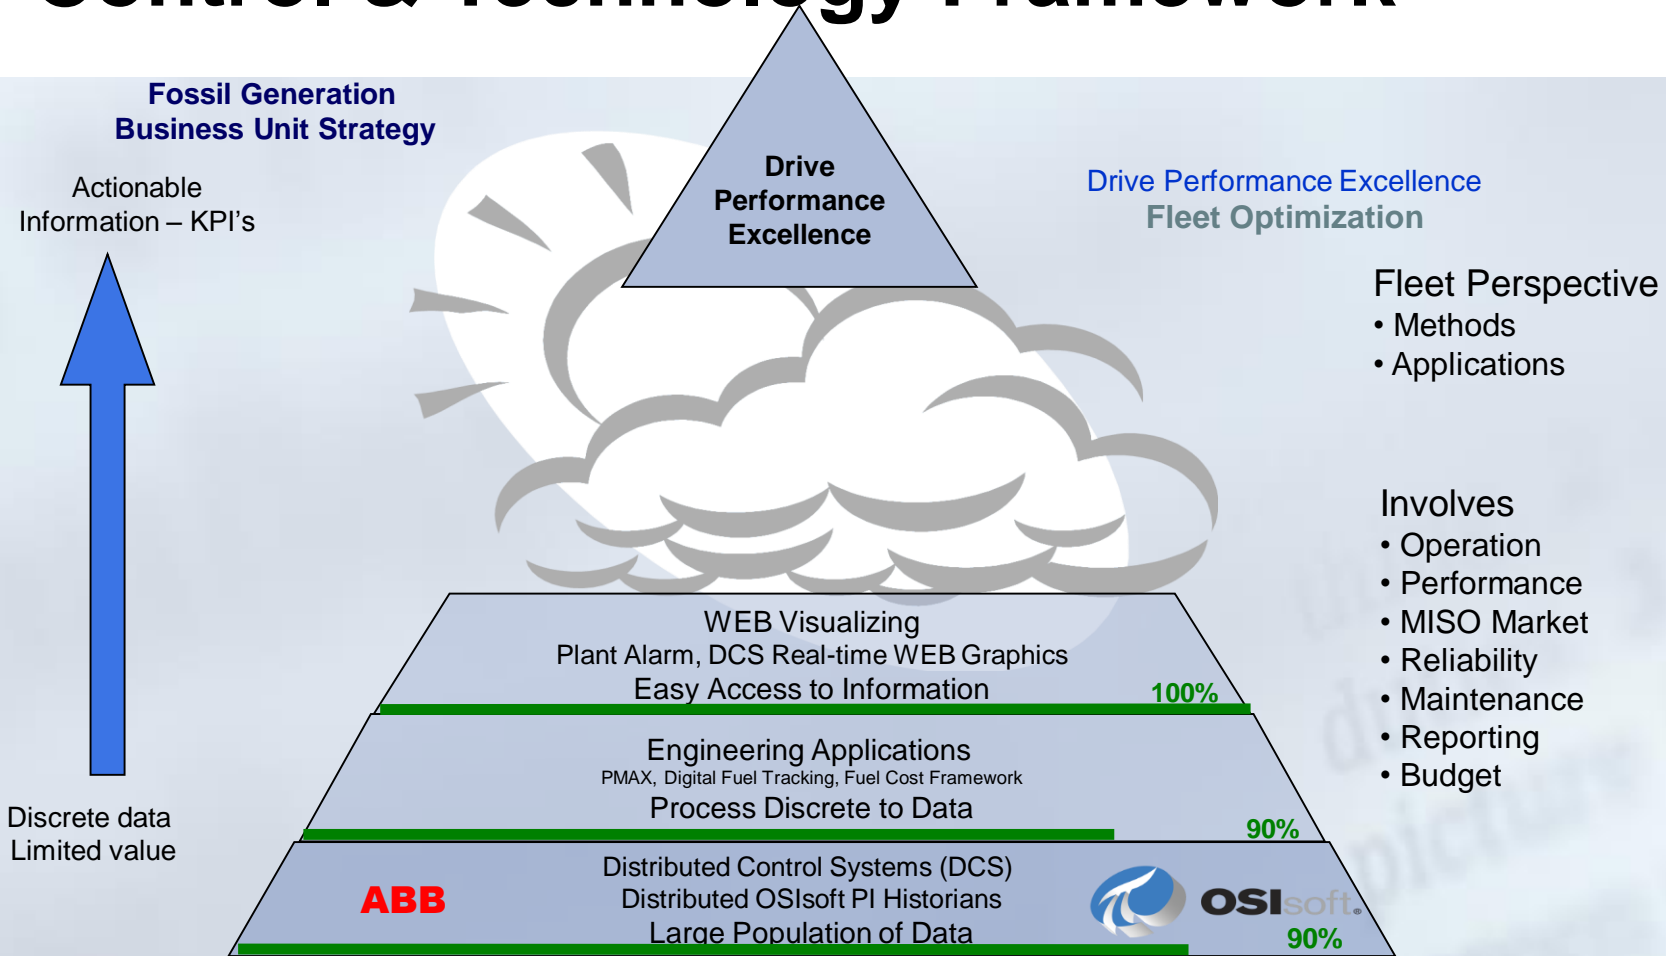 Control & Technology Framework
Fossil Generation
Business Unit Strategy
Actionable
Information – KPI's
Drive
Performance
Excellence
Drive Performance Excellence
Fleet Optimization
Fleet Perspective
• Methods
• Applications
Involves
• Operation
• Performance
• MISO Market
• Reliability
• Maintenance
• Reporting
• Budget
WEB Visualizing
Plant Alarm, DCS Real-time WEB Graphics
Easy Access to Information
100%
Engineering Applications
PMAX, Digital Fuel Tracking, Fuel Cost Framework
Process Discrete to Data
90%
Discrete data
Limited value
ABB
Distributed Control Systems (DCS)
Distributed OSIsoft PI Historians
Large Population of Data
OSIsoft.®
90%
picture